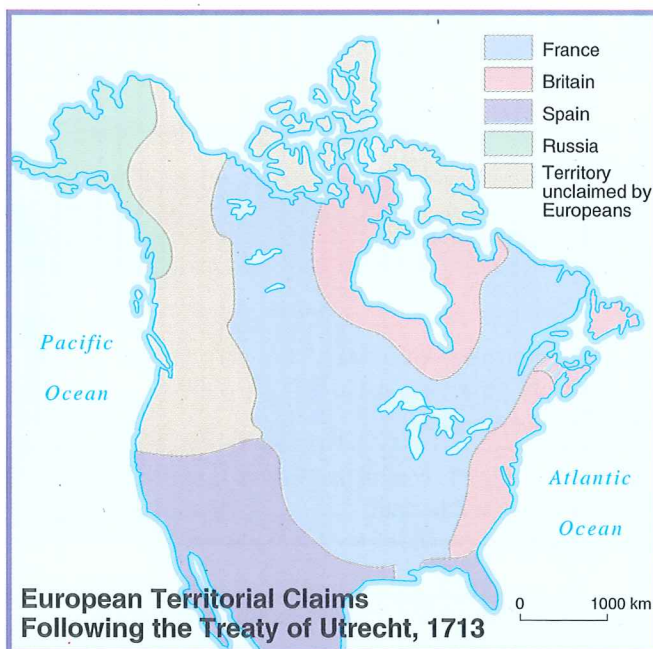 France
Britain
Spain
Russia
Territory
unclaimed by
Europeans
Pacific
Ocean
Atlantic
Ocean
European Territorial Claims
Following the Treaty of Utrecht, 1713
0 1000 km